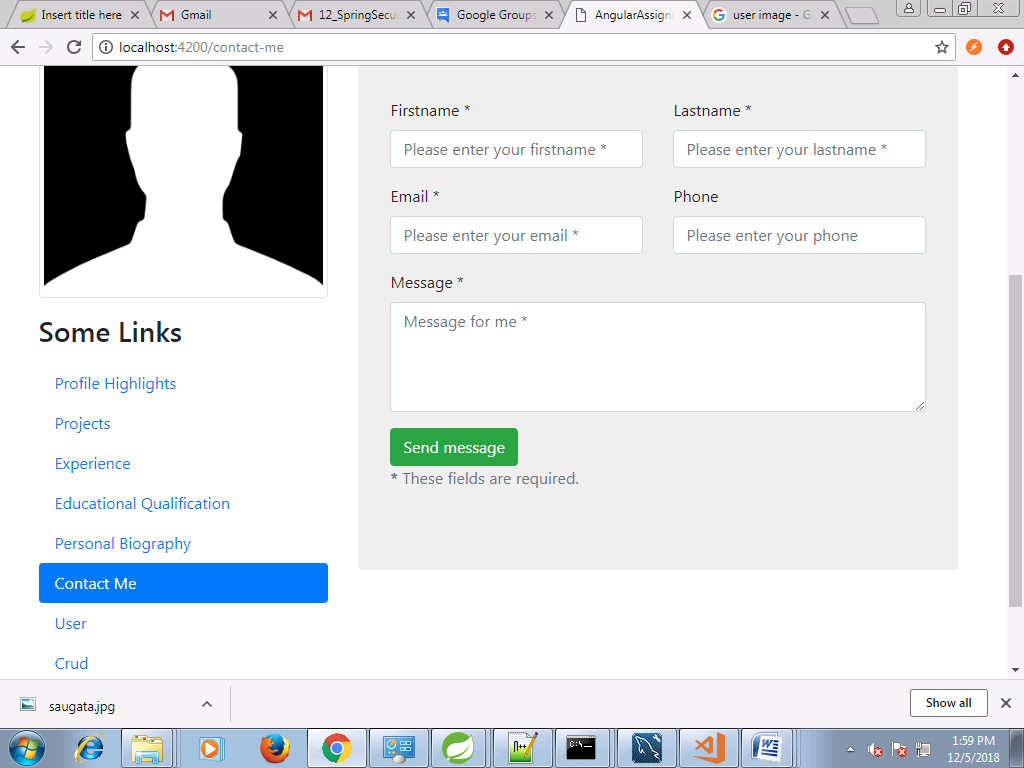 Insert title here
Gmail
12_SpringSecu
Google Groups
AngularAssign
user image - G
localhost:4200/contact-me
Firstname *
Lastname *
Please enter your firstname *
Please enter your lastname *
Email *
Phone
Please enter your email *
Please enter your phone
Message *
Message for me *
Send message
* These fields are required.
Some Links
Profile Highlights
Projects
Experience
Educational Qualification
Personal Biography
Contact Me
User
Crud
saugata.jpg
Show all
C:\_
1:59 PM
12/5/2018